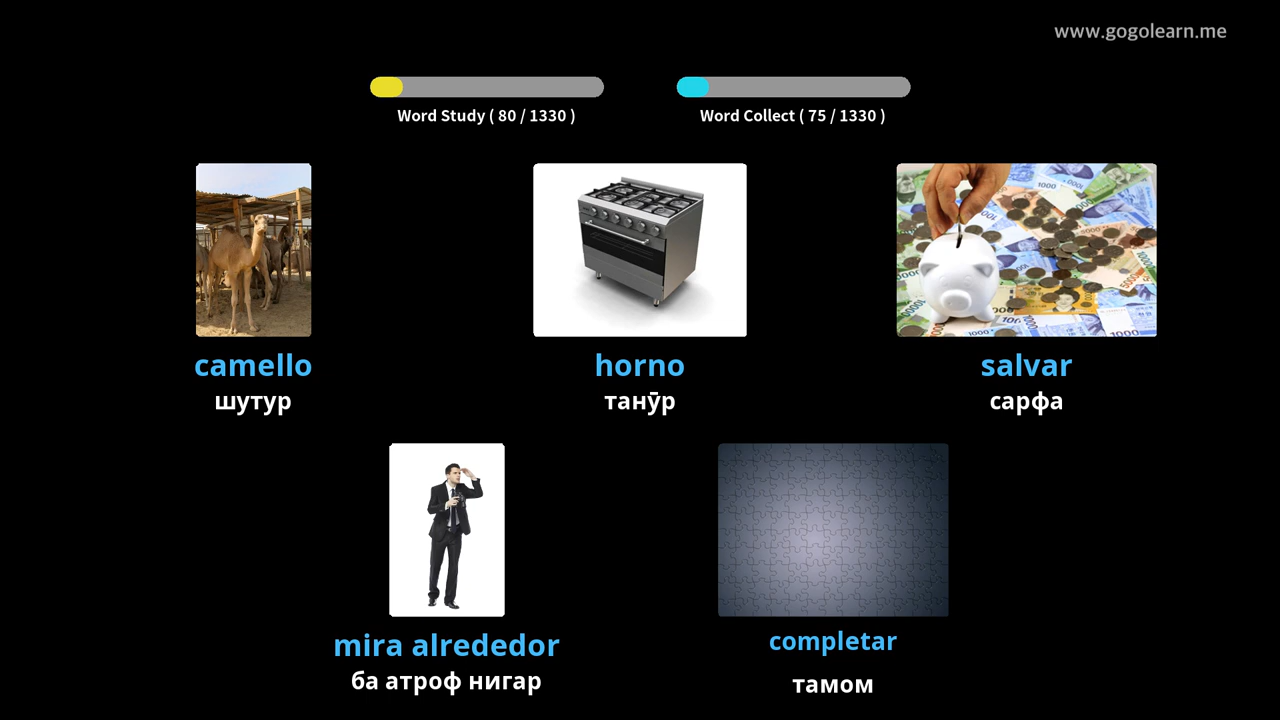 www.gogolearn.me
Word Study ( 80 / 1330 )
Word Collect ( 75 / 1330 )
camello
шутур
horno
танӯр
salvar
сарфа
mira alrededor
ба атроф нигар
completar
тамом